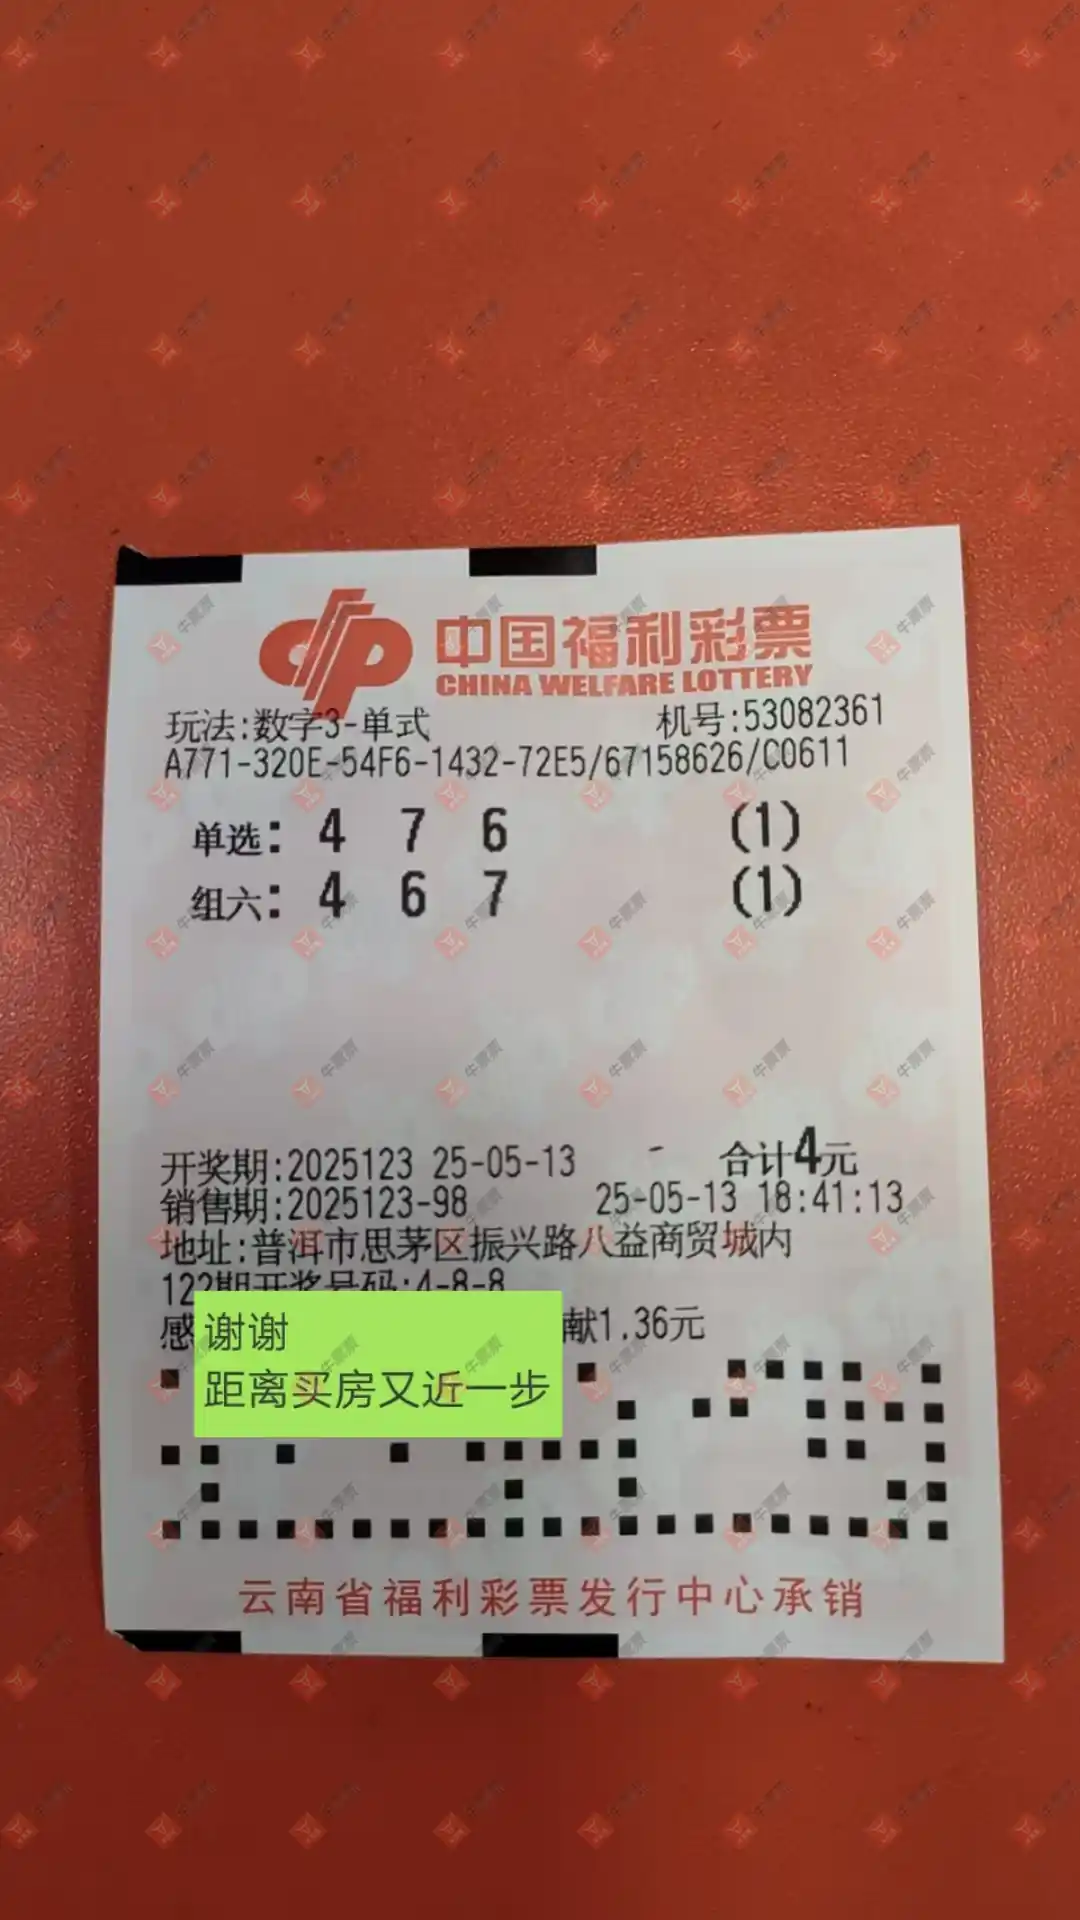 中国福利彩票
CHINA WELFARE LOTTERY
玩法:数字3-单式 机号:53082361
A771-320E-54F6-1432-72E5/67158626/C0611
单选: 4 7 6 (1)
组六: 4 6 7 (1)
开奖期:2025123 25-05-13 - 合计4元
销售期:2025123-98 25-05-13 18:41:13
地址:普洱市思茅区振兴路八益商贸城内
122期开奖号码:4-8-8
感 献1.36元
谢谢
距离买房又近一步
云南省福利彩票发行中心承销
牛票票